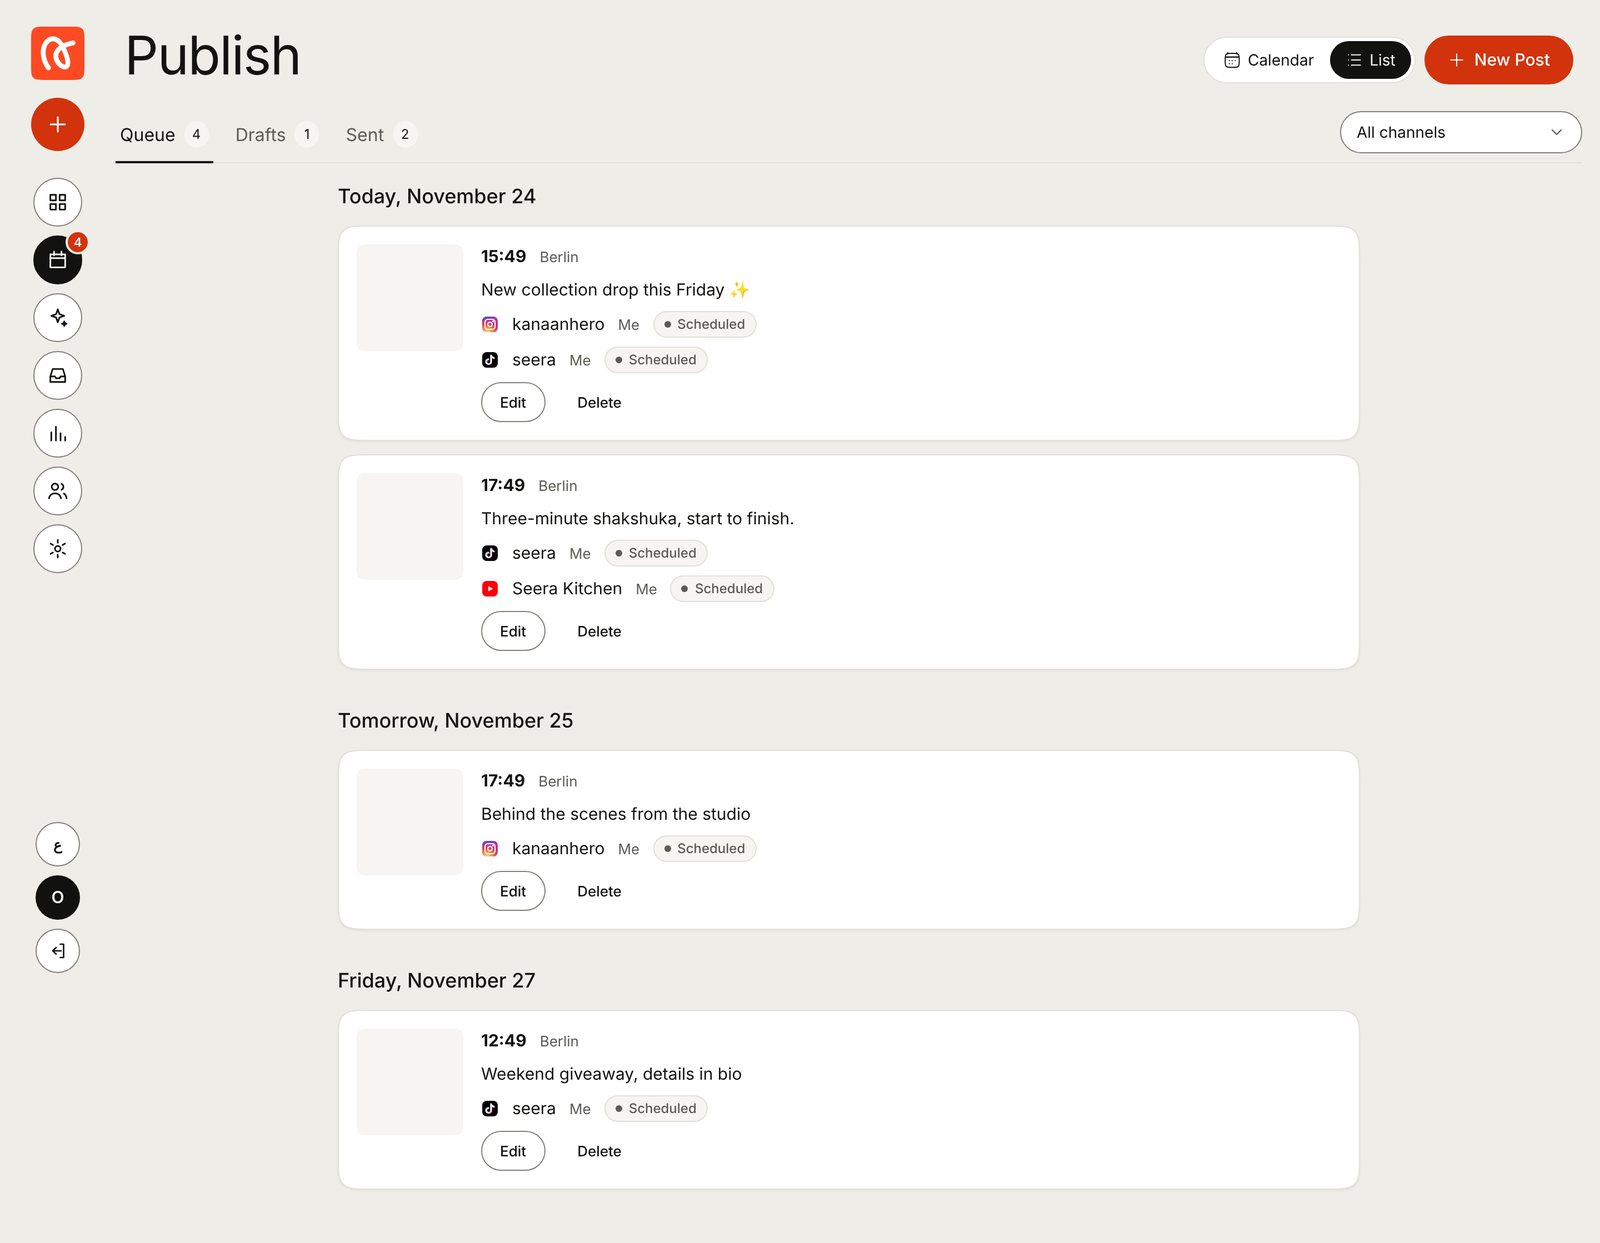 Publish
Calendar
List
New Post
Queue 4
Drafts 1
Sent 2
All channels
4
Today, November 24
15:49 Berlin
New collection drop this Friday ✨
kanaanhero Me Scheduled
seera Me Scheduled
Edit Delete
17:49 Berlin
Three-minute shakshuka, start to finish.
seera Me Scheduled
Seera Kitchen Me Scheduled
Edit Delete
Tomorrow, November 25
17:49 Berlin
Behind the scenes from the studio
kanaanhero Me Scheduled
Edit Delete
ع
O
Friday, November 27
12:49 Berlin
Weekend giveaway, details in bio
seera Me Scheduled
Edit Delete